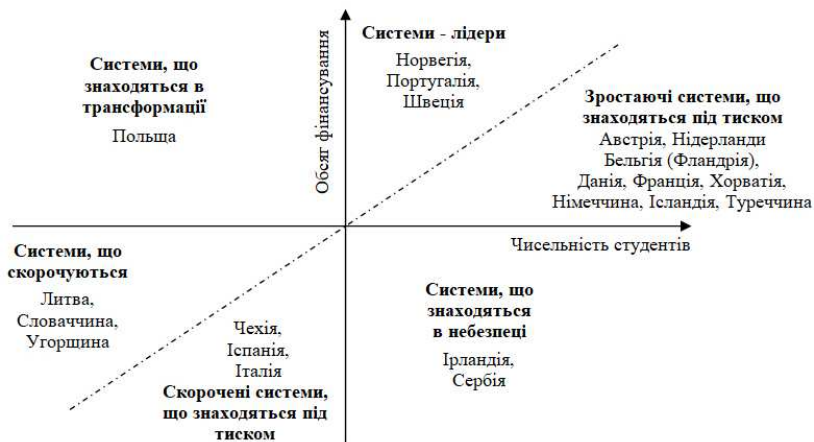 Системи, що
знаходяться в
трансформації
Польща
Обсяг фінансування
Системи - лідери
Норвегія,
Португалія,
Швеція
Зростаючі системи, що
знаходяться під тиском
Австрія, Нідерланди
Бельгія (Фландрія),
Данія, Франція, Хорватія,
Німеччина, Ісландія, Туреччина
Чисельність студентів
Системи, що
скорочуються
Литва,
Словаччина,
Угорщина
Чехія,
Іспанія,
Італія
Скорочені системи,
що знаходяться під
тиском
Системи, що
знаходяться
в небезпеці
Ірландія,
Сербія